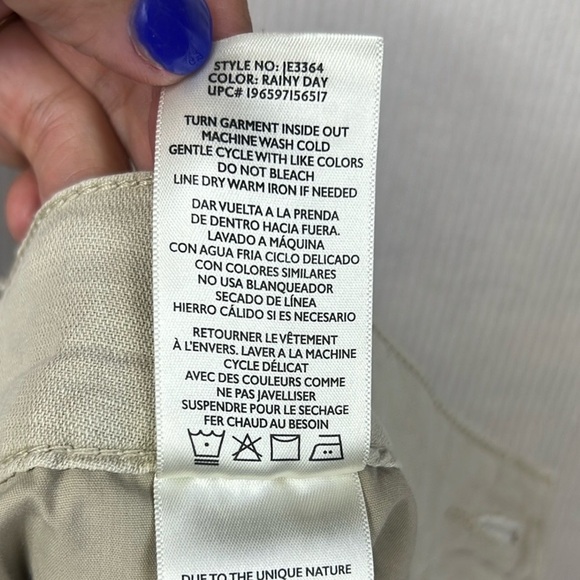 STYLE NO: JE3364
COLOR: RAINY DAY
UPC# 196597156517
TURN GARMENT INSIDE OUT
MACHINE WASH COLD
GENTLE CYCLE WITH LIKE COLORS
DO NOT BLEACH
LINE DRY WARM IRON IF NEEDED
DAR VUELTA A LA PRENDA
DE DENTRO HACIA FUERA.
LAVADO A MÁQUINA
CON AGUA FRIA CICLO DELICADO
CON COLORES SIMILARES
NO USA BLANQUEADOR
SECADO DE LÍNEA
HIERRO CÁLIDO SI ES NECESARIO
RETOURNER LE VÊTEMENT
À L'ENVERS. LAVER A LA MACHINE
CYCLE DÉLICAT
AVEC DES COULEURS COMME
NE PAS JAVELLISER
SUSPENDRE POUR LE SECHAGE
FER CHAUD AU BESOIN
DUE TO THE UNIQUE NATURE